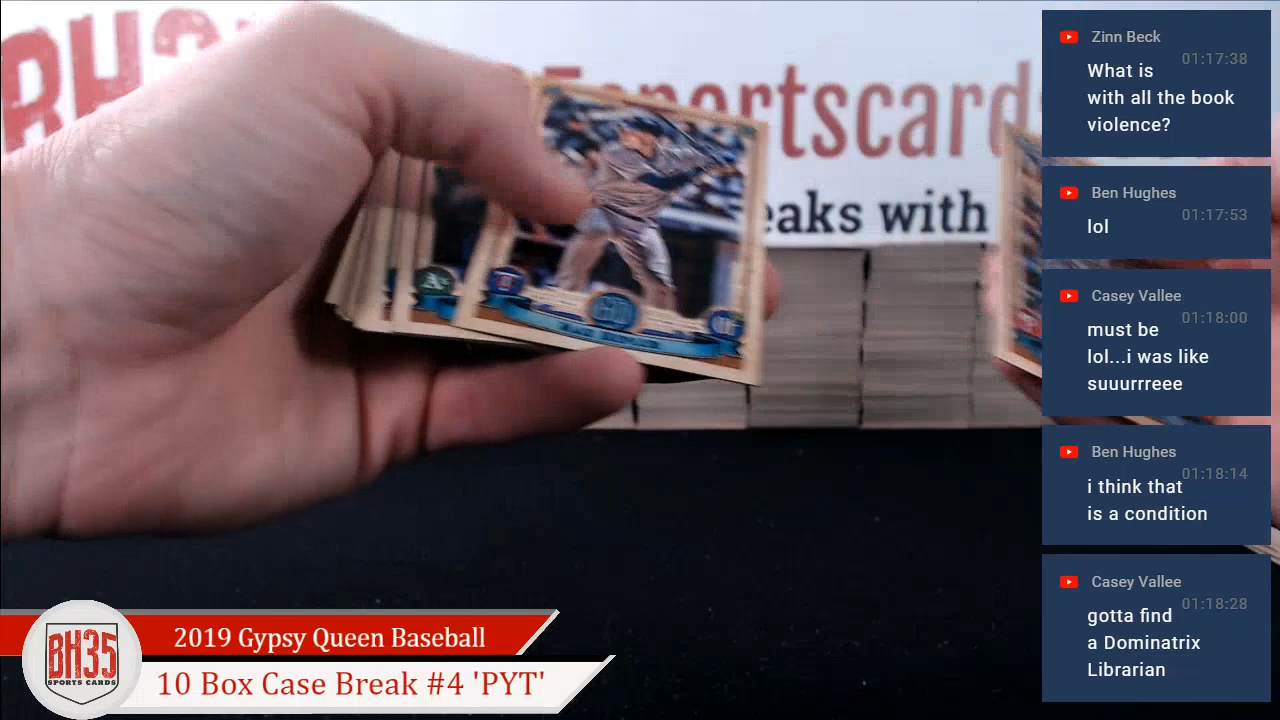 BH35
sportscards
eaks with
GQ
A's
Zinn Beck
01:17:38
What is
with all the book
violence?
Ben Hughes
01:17:53
lol
Casey Vallee
01:18:00
must be
lol...i was like
suuurrreee
Ben Hughes
01:18:14
i think that
is a condition
Casey Vallee
01:18:28
gotta find
a Dominatrix
Librarian
2019 Gypsy Queen Baseball
10 Box Case Break #4 'PYT'
BH35
SPORTS CARDS